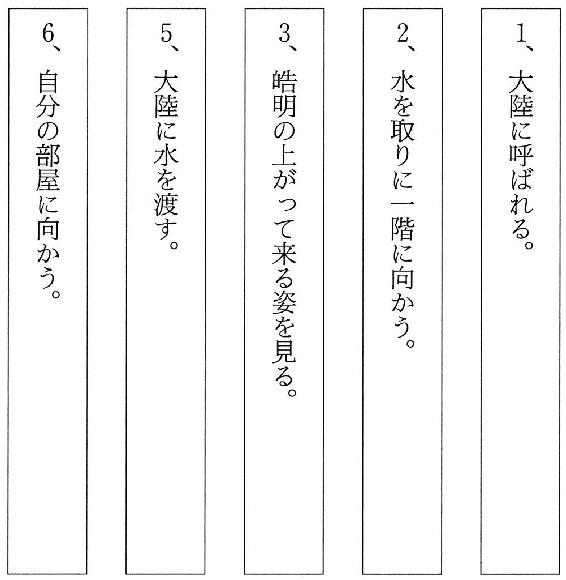 1、大陸に呼ばれる。
2、水を取りに一階に向かう。
3、皓明の上がって来る姿を見る。
5、大陸に水を渡す。
6、自分の部屋に向かう。